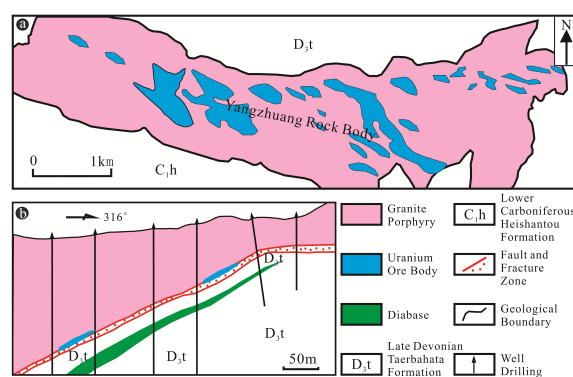 a
N
D₃t
Yangzhuang Rock Body
0 1km
C₁h
b
316°
D₃t
D₃t
D₃t
D₃t
50m
Granite
Porphyry
C₁h
Lower
Carboniferous
Heishantou
Formation
Uranium
Ore Body
Fault and
Fracture
Zone
Diabase
Geological
Boundary
D₃t
Late Devonian
Taerbahata
Formation
Well
Drilling